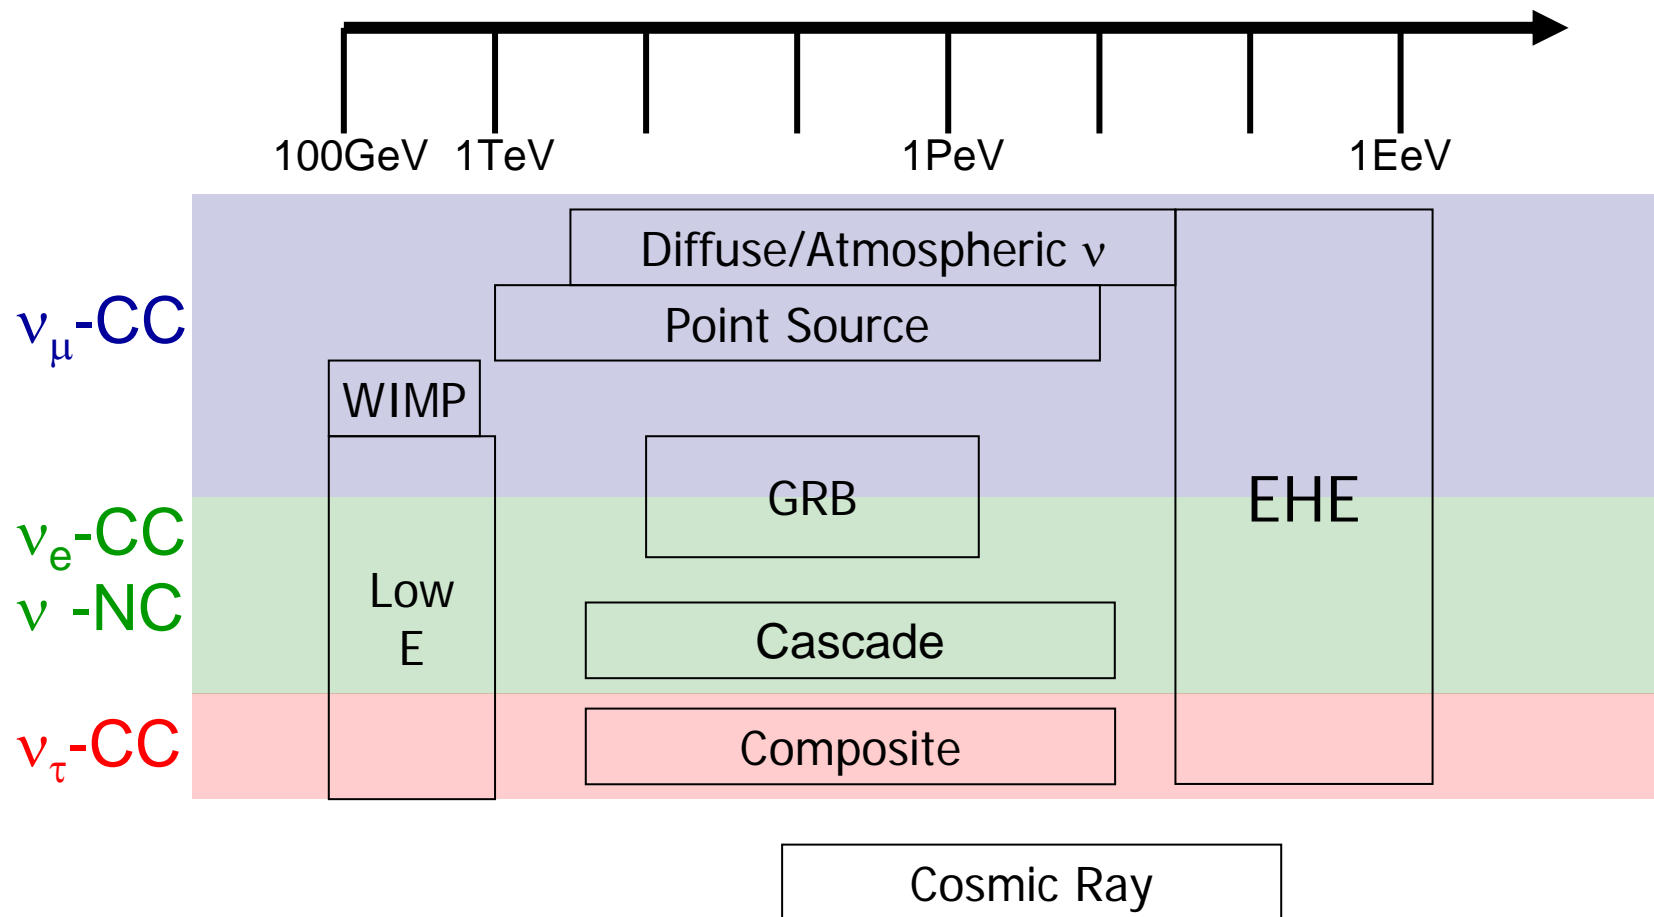 100GeV 1TeV 1PeV 1EeV
Diffuse/Atmospheric ν
νμ-CC
Point Source
WIMP
GRB
EHE
νe-CC
ν -NC
Low
E
Cascade
ντ-CC
Composite
Cosmic Ray